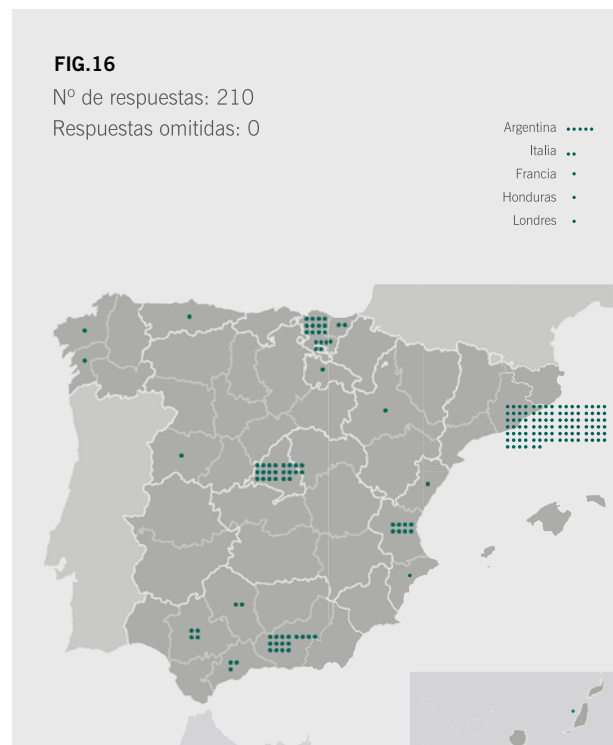 FIG.16
Nº de respuestas: 210
Respuestas omitidas: 0
Argentina
Italia
Francia
Honduras
Londres